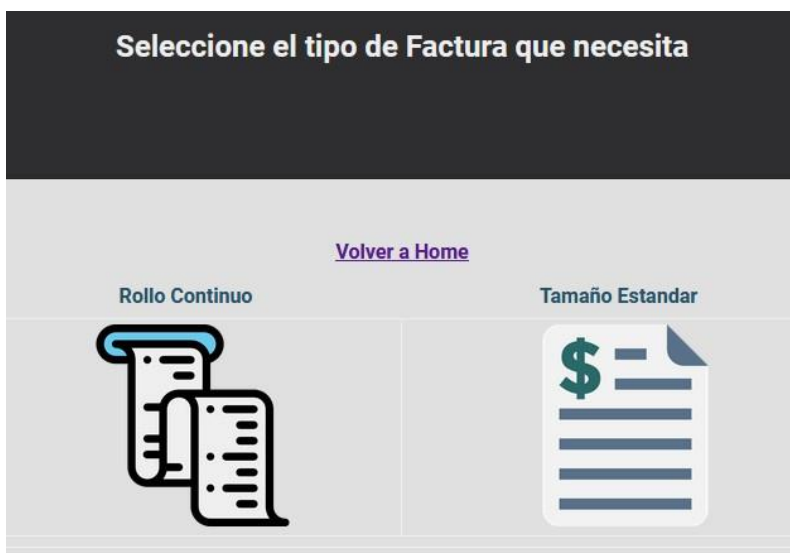 Seleccione el tipo de Factura que necesita
Volver a Home
Rollo Continuo
Tamaño Estandar
$